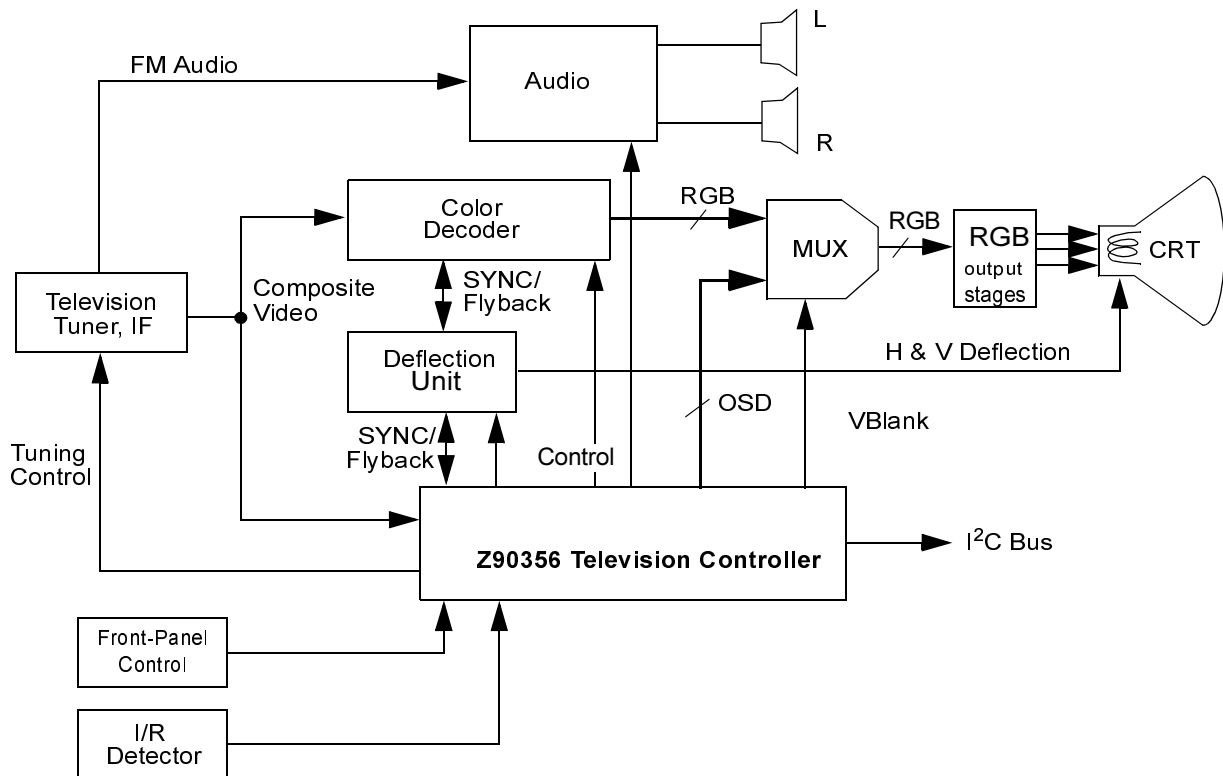 L
FM Audio
Audio
R
Color
Decoder
RGB
MUX
RGB
RGB
output
stages
CRT
SYNC/
Flyback
Television
Tuner, IF
Composite
Video
Deflection
Unit
H & V Deflection
OSD
VBlank
SYNC/
Flyback
Control
Tuning
Control
Z90356 Television Controller
I²C Bus
Front-Panel
Control
I/R
Detector